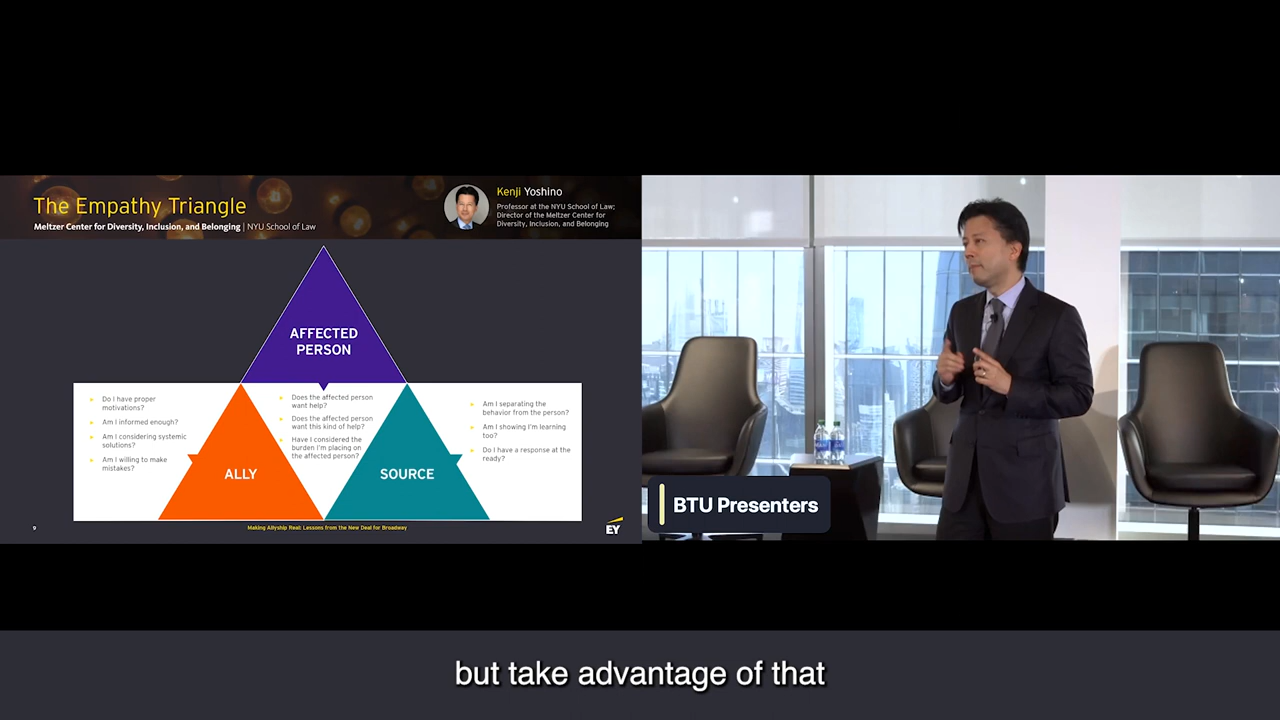 The Empathy Triangle
Meltzer Center for Diversity, Inclusion, and Belonging | NYU School of Law
Kenji Yoshino
Professor at the NYU School of Law;
Director of the Meltzer Center for
Diversity, Inclusion, and Belonging
AFFECTED
PERSON
Do I have proper
motivations?
Am I informed enough?
Am I considering systemic
solutions?
Am I willing to make
mistakes?
ALLY
Does the affected person
want help?
Does the affected person
want this kind of help?
Have I considered the
burden I'm placing on
the affected person?
SOURCE
Am I separating the
behavior from the person?
Am I showing I'm learning
too?
Do I have a response at the
ready?
9
Making Allyship Real: Lessons from the New Deal for Broadway
EY
BTU Presenters
but take advantage of that